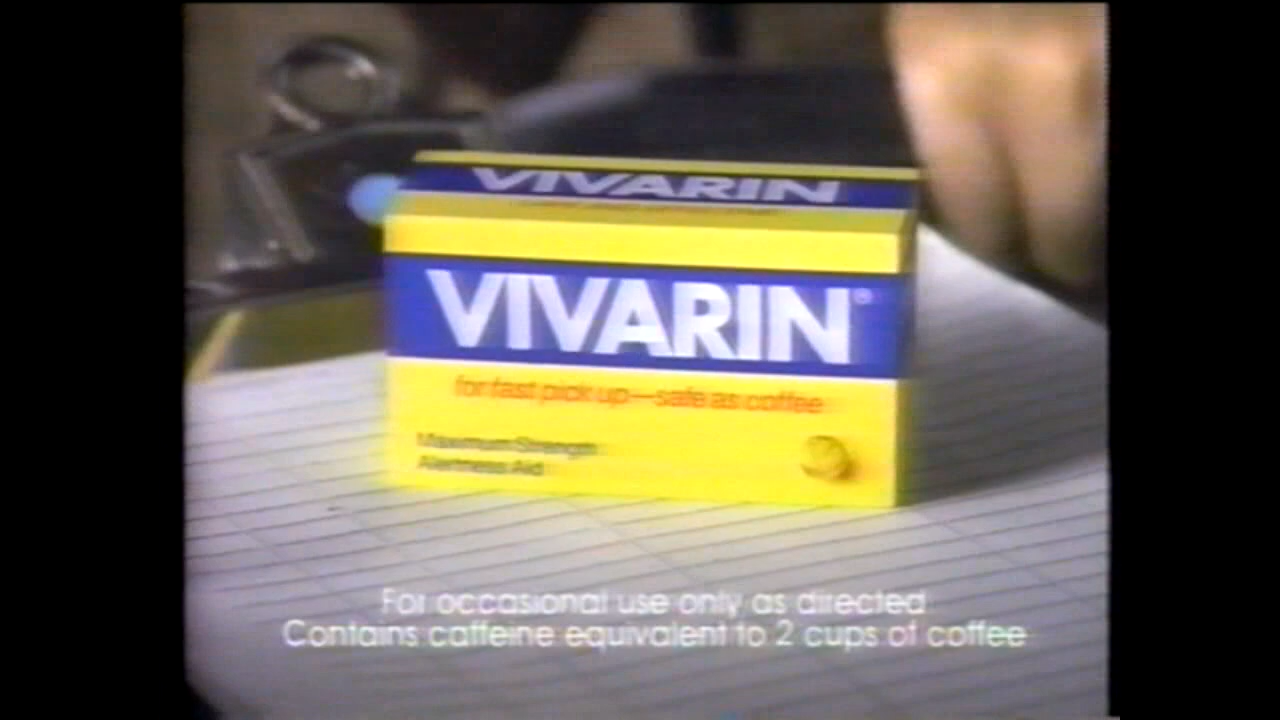 VIVARIN
VIVARIN®
for fast pick up—safe as coffee
Maximum Strength
Alertness Aid
For occasional use only as directed
Contains caffeine equivalent to 2 cups of coffee